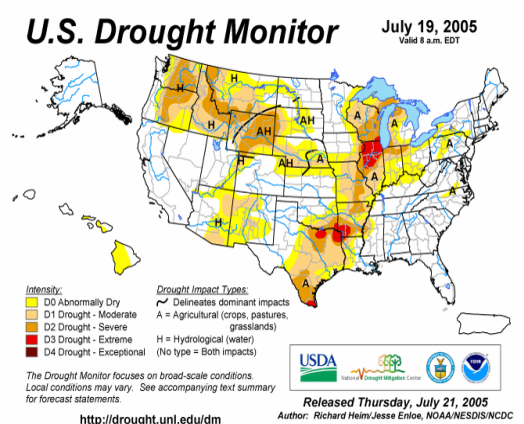 U.S. Drought Monitor
July 19, 2005
Valid 8 a.m. EDT
H
H
H
H
AH
AH
H
AH
A
H
A
A
A
A
A
A
A
Intensity:
D0 Abnormally Dry
D1 Drought - Moderate
D2 Drought - Severe
D3 Drought - Extreme
D4 Drought - Exceptional
Drought Impact Types:
Delineates dominant impacts
A = Agricultural (crops, pastures,
grasslands)
H = Hydrological (water)
(No type = Both impacts)
The Drought Monitor focuses on broad-scale conditions.
Local conditions may vary. See accompanying text summary
for forecast statements.
http://drought.unl.edu/dm
USDA
National Drought Mitigation Center
Released Thursday, July 21, 2005
Author: Richard Heim/Jesse Enloe, NOAA/NESDIS/NCDC